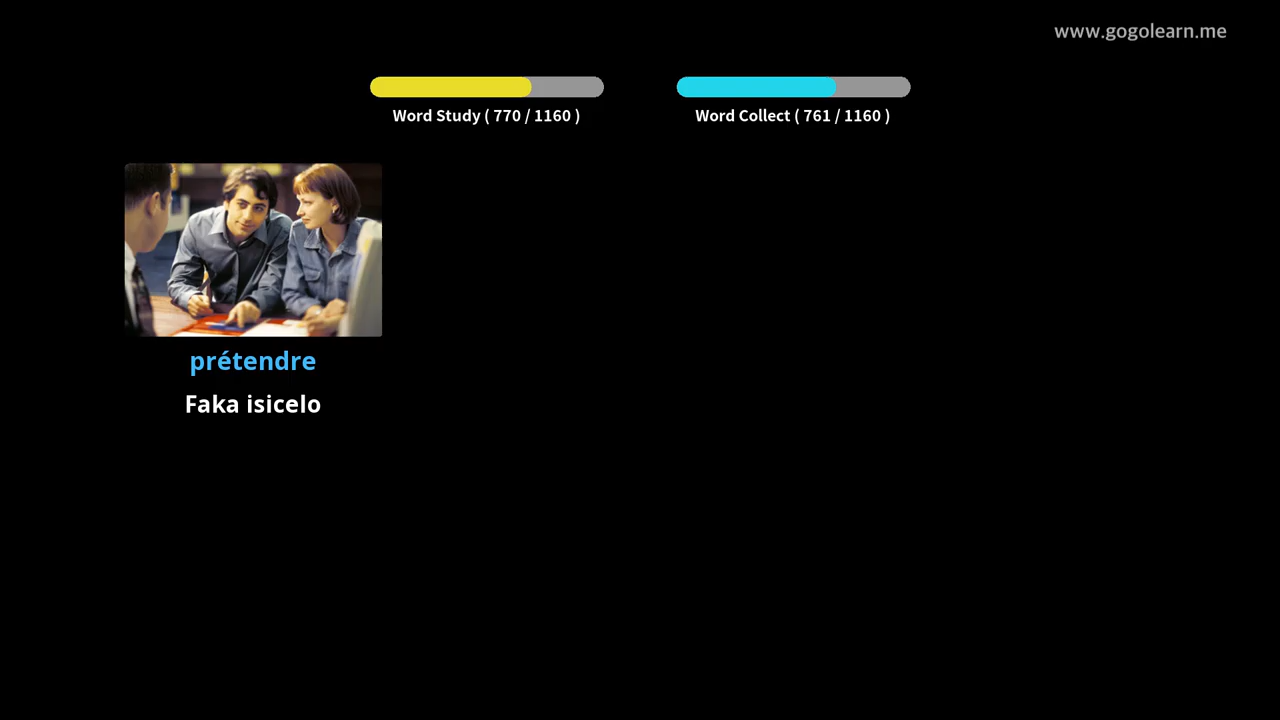 www.gogolearn.me
Word Study ( 770 / 1160 )
Word Collect ( 761 / 1160 )
prétendre
Faka isicelo